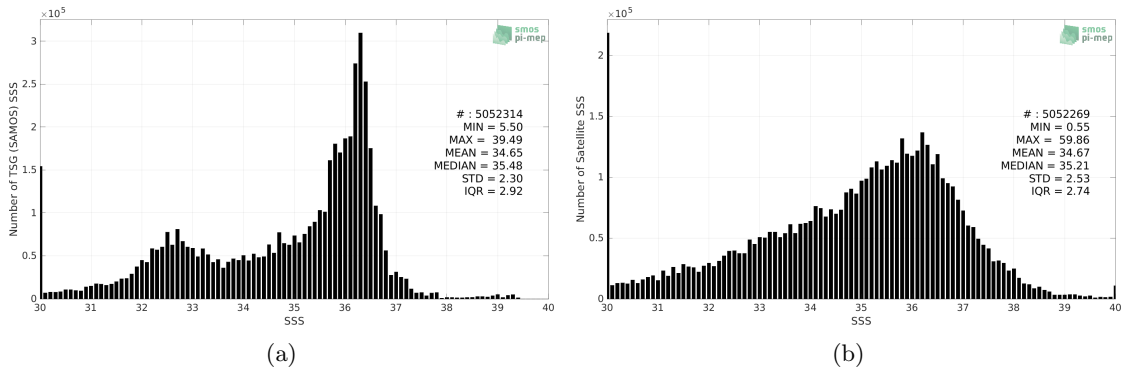 ×10⁵
smos
pi-mep
3
2.5
2
1.5
1
0.5
0
Number of TSG (SAMOS) SSS
# : 5052314
MIN = 5.50
MAX = 39.49
MEAN = 34.65
MEDIAN = 35.48
STD = 2.30
IQR = 2.92
30 31 32 33 34 35 36 37 38 39 40
SSS
(a)
×10⁵
smos
pi-mep
2
1.5
1
0.5
0
Number of Satellite SSS
# : 5052269
MIN = 0.55
MAX = 59.86
MEAN = 34.67
MEDIAN = 35.21
STD = 2.53
IQR = 2.74
30 31 32 33 34 35 36 37 38 39 40
SSS
(b)